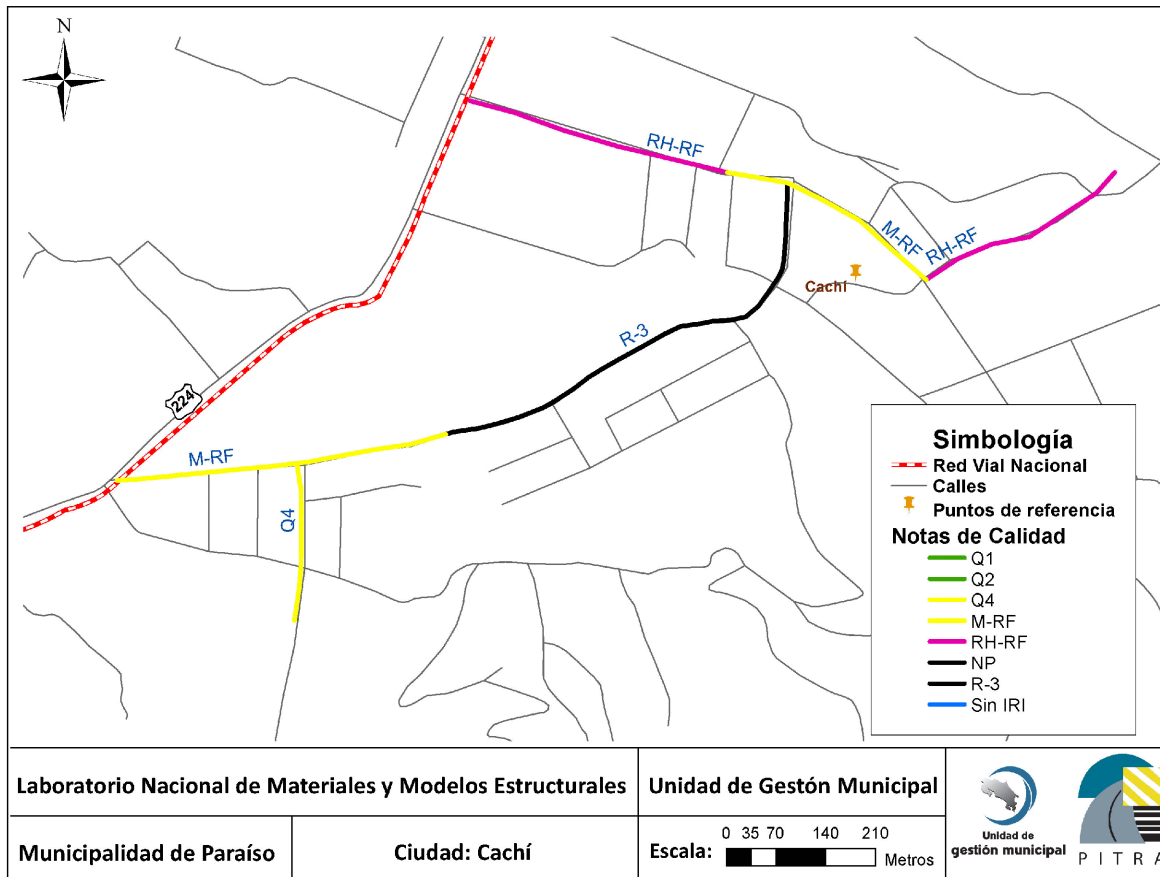 N
RH-RF
M-RF
RH-RF
Cachí
R-3
224
M-RF
Q4
Simbología
Red Vial Nacional
Calles
Puntos de referencia
Notas de Calidad
Q1
Q2
Q4
M-RF
RH-RF
NP
R-3
Sin IRI
Laboratorio Nacional de Materiales y Modelos Estructurales
Unidad de Gestión Municipal
Municipalidad de Paraíso
Ciudad: Cachí
Escala:
0 35 70 140 210
Metros
Unidad de
gestión municipal
PITRA